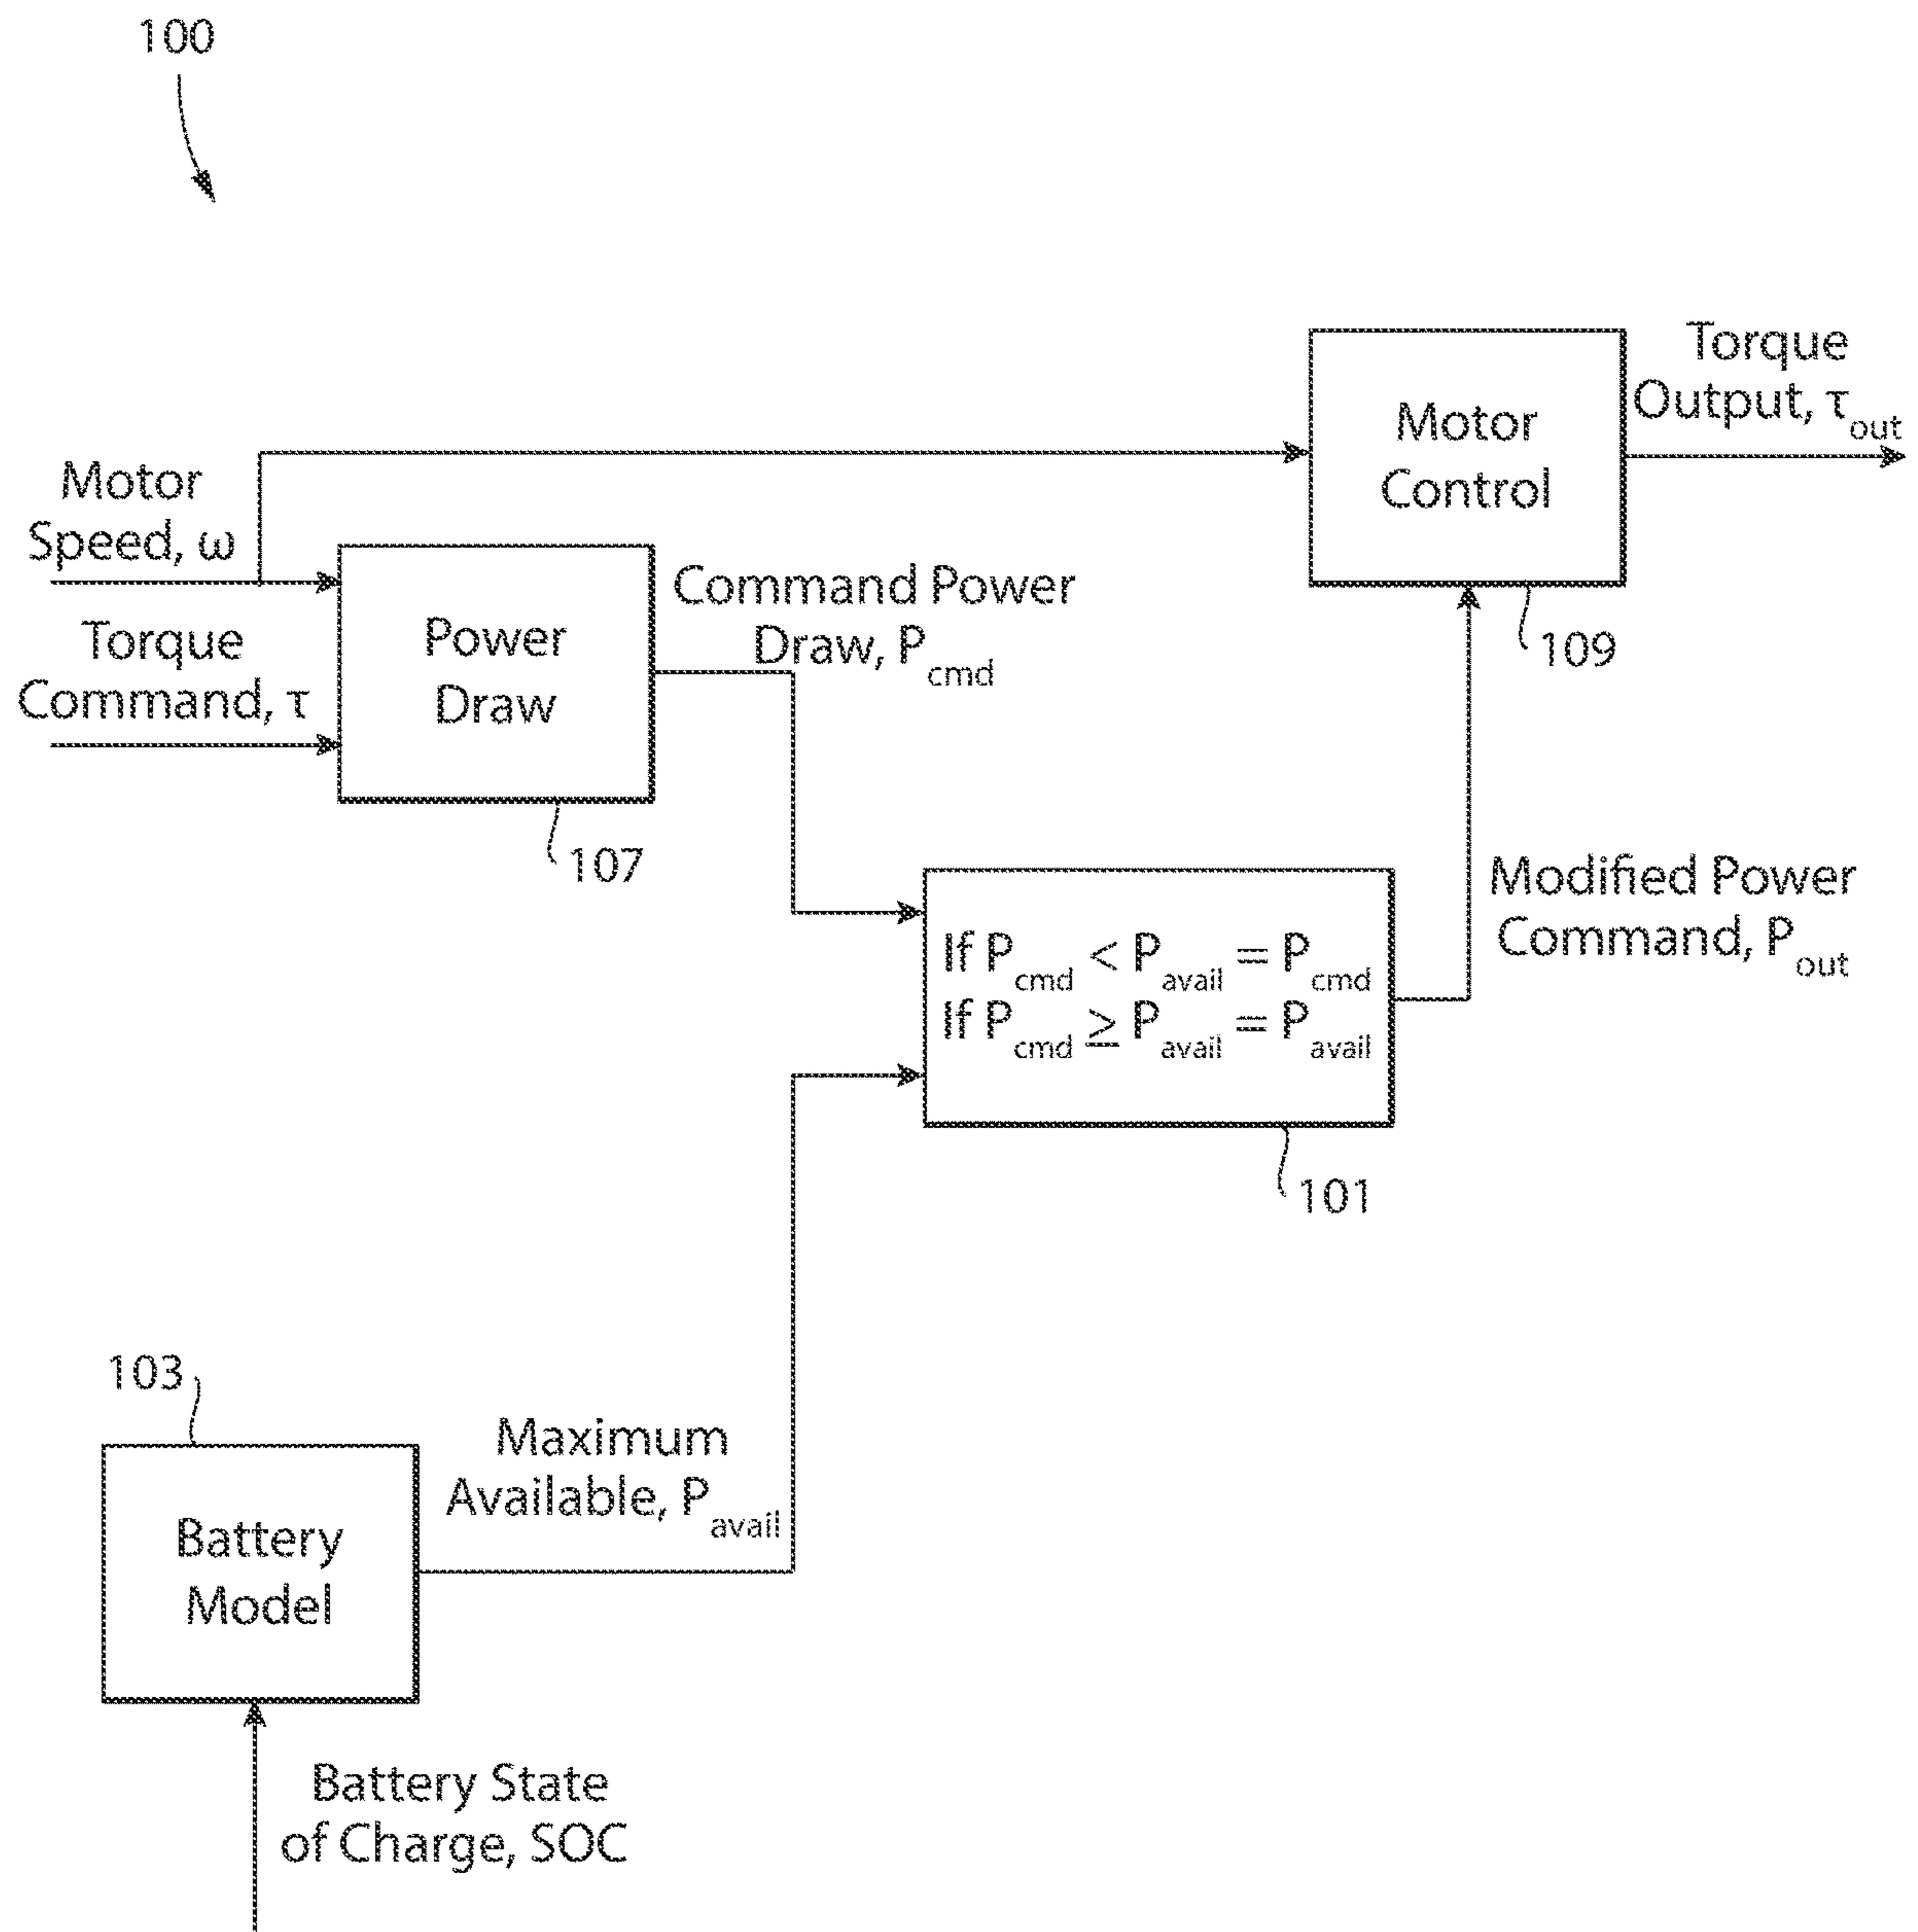 100
Torque
Output, τout
Motor
Control
109
Motor
Speed, ω
Torque
Command, τ
Power
Draw
107
Command Power
Draw, Pcmd
If Pcmd < Pavail = Pcmd
If Pcmd ≥ Pavail = Pavail
101
Modified Power
Command, Pout
103
Battery
Model
Maximum
Available, Pavail
Battery State
of Charge, SOC